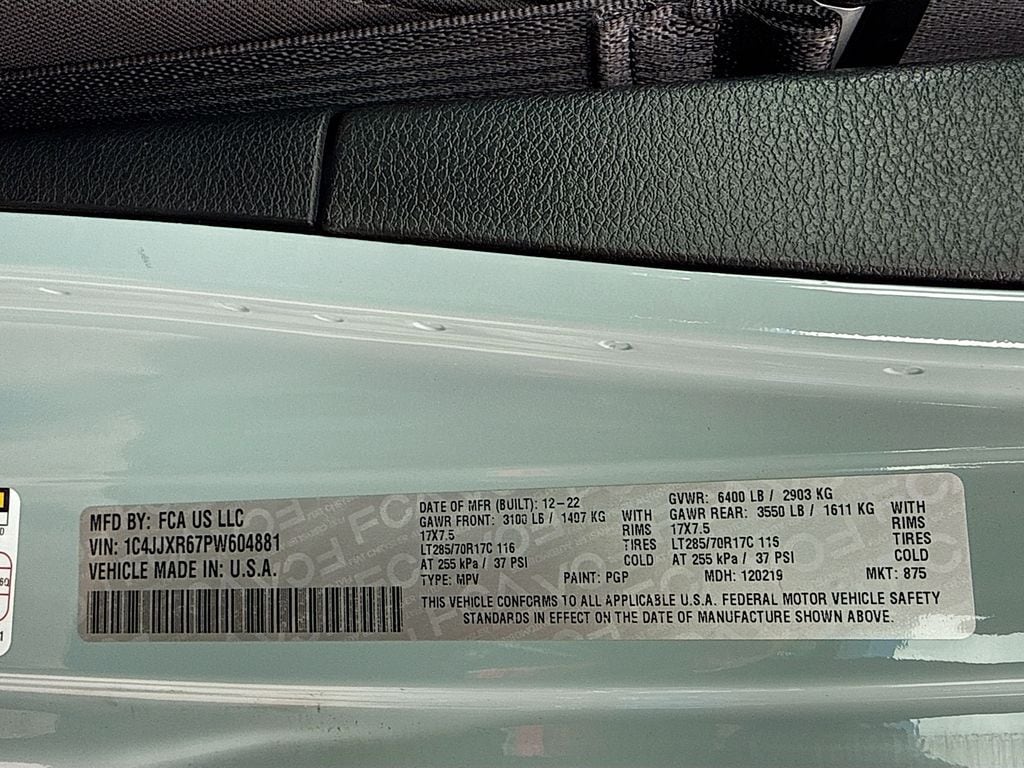 MFD BY: FCA US LLC
VIN: 1C4JJXR67PW604881
VEHICLE MADE IN: U.S.A.
DATE OF MFR (BUILT): 12-22
GAWR FRONT: 3100 LB / 1407 KG WITH
17X7.5 RIMS
LT285/70R17C 116 TIRES
AT 255 kPa / 37 PSI COLD
GVWR: 6400 LB / 2903 KG
GAWR REAR: 3550 LB / 1611 KG WITH
17X7.5 RIMS
LT285/70R17C 116 TIRES
AT 255 kPa / 37 PSI COLD
TYPE: MPV PAINT: PGP MDH: 120219 MKT: 875
THIS VEHICLE CONFORMS TO ALL APPLICABLE U.S.A. FEDERAL MOTOR VEHICLE SAFETY
STANDARDS IN EFFECT ON THE DATE OF MANUFACTURE SHOWN ABOVE.